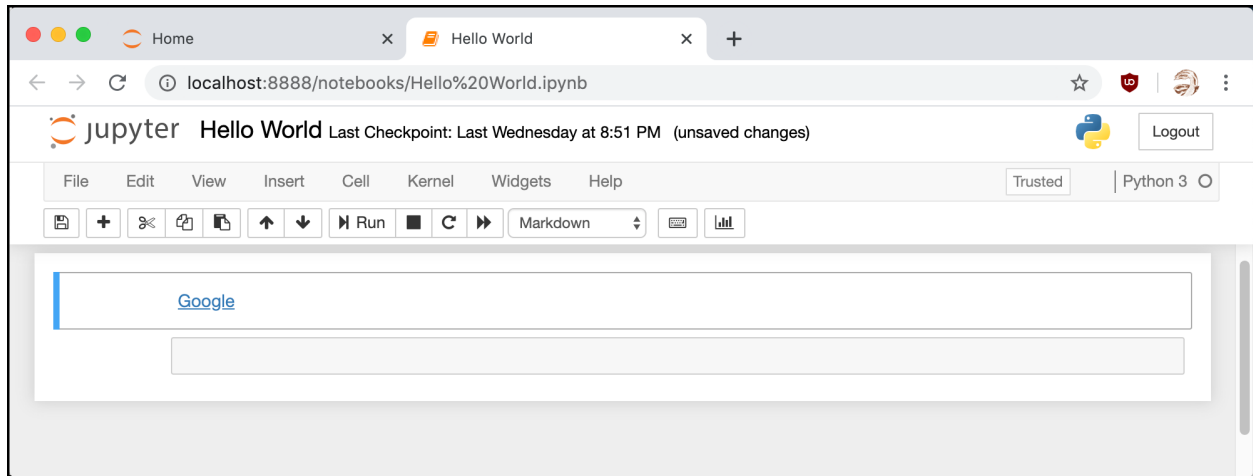 Home
Hello World
localhost:8888/notebooks/Hello%20World.ipynb
jupyter Hello World Last Checkpoint: Last Wednesday at 8:51 PM (unsaved changes) Logout
File Edit View Insert Cell Kernel Widgets Help Trusted Python 3
Run Markdown
Google